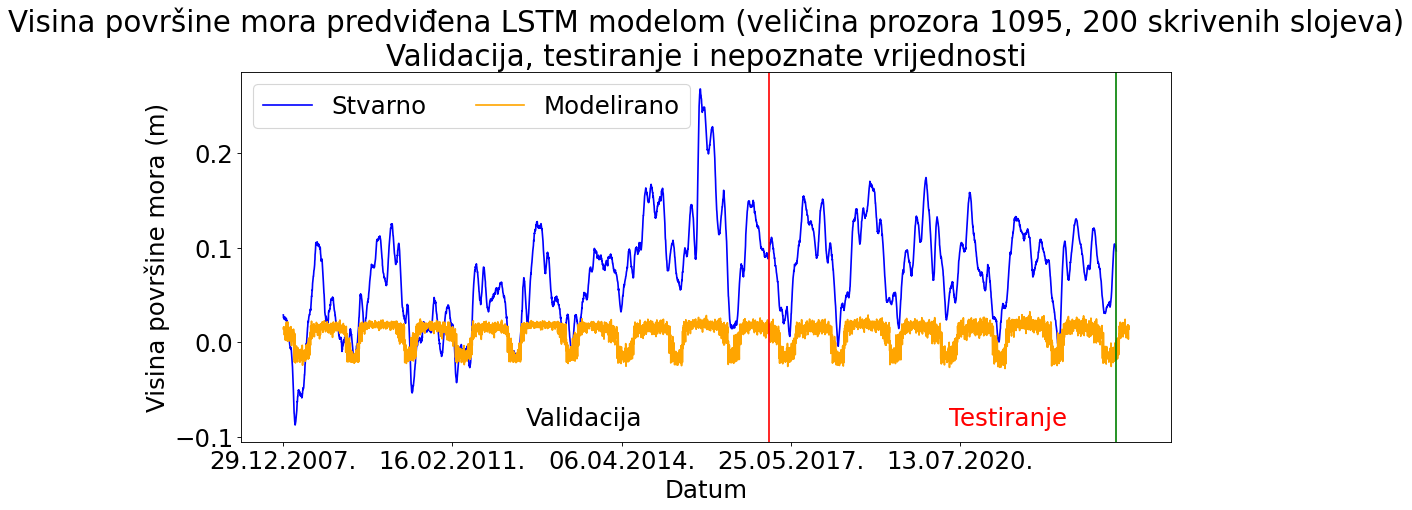 Visina površine mora predviđena LSTM modelom (veličina prozora 1095, 200 skrivenih slojeva)
Validacija, testiranje i nepoznate vrijednosti
Stvarno
Modelirano
Visina površine mora (m)
0.2
0.1
0.0
−0.1
Validacija
Testiranje
29.12.2007.
16.02.2011.
06.04.2014.
25.05.2017.
13.07.2020.
Datum